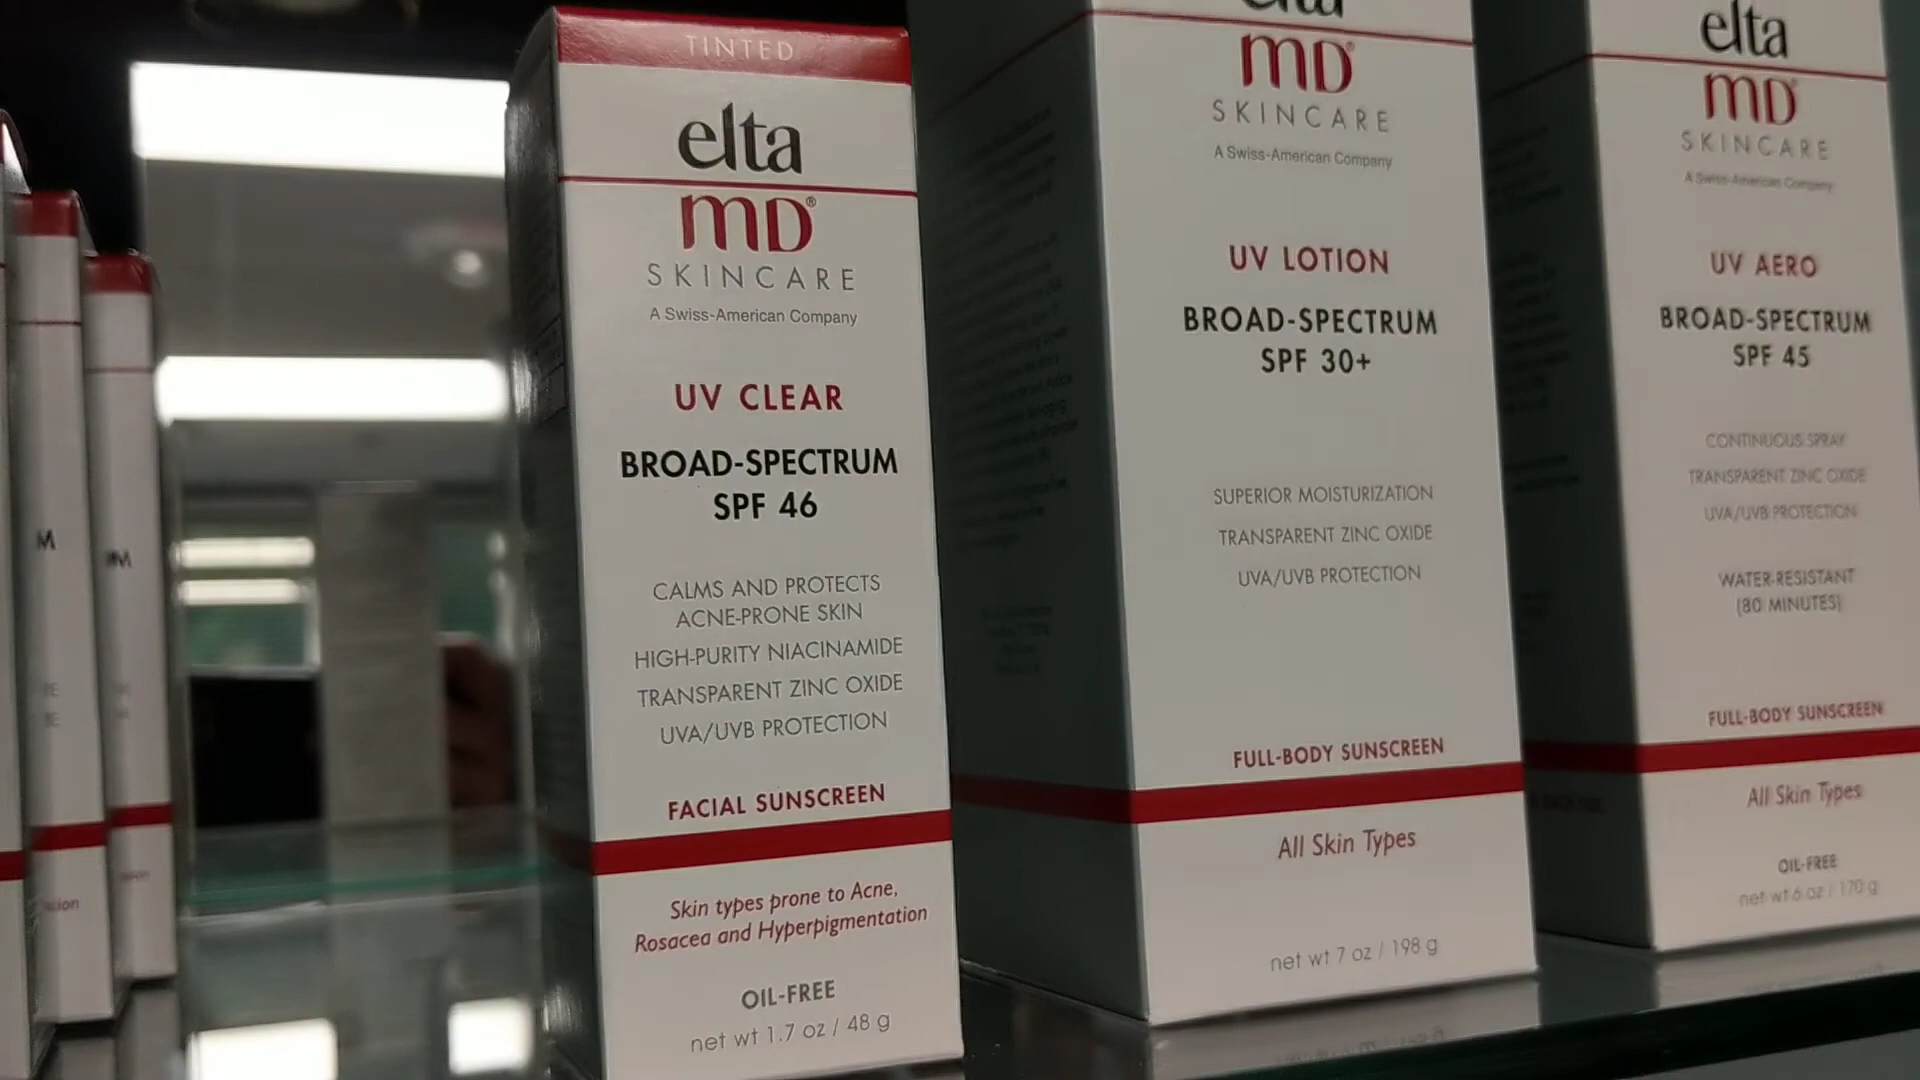 TINTED
elta
MD®
SKINCARE
A Swiss-American Company
UV CLEAR
BROAD-SPECTRUM
SPF 46
CALMS AND PROTECTS
ACNE-PRONE SKIN
HIGH-PURITY NIACINAMIDE
TRANSPARENT ZINC OXIDE
UVA/UVB PROTECTION
FACIAL SUNSCREEN
Skin types prone to Acne,
Rosacea and Hyperpigmentation
OIL-FREE
net wt 1.7 oz / 48 g
elta
MD®
SKINCARE
A Swiss-American Company
UV LOTION
BROAD-SPECTRUM
SPF 30+
SUPERIOR MOISTURIZATION
TRANSPARENT ZINC OXIDE
UVA/UVB PROTECTION
FULL-BODY SUNSCREEN
All Skin Types
net wt 7 oz / 198 g
elta
MD®
SKINCARE
A Swiss-American Company
UV AERO
BROAD-SPECTRUM
SPF 45
CONTINUOUS SPRAY
TRANSPARENT ZINC OXIDE
UVA/UVB PROTECTION
WATER-RESISTANT
(80 MINUTES)
FULL-BODY SUNSCREEN
All Skin Types
OIL-FREE
net wt 6 oz / 170 g